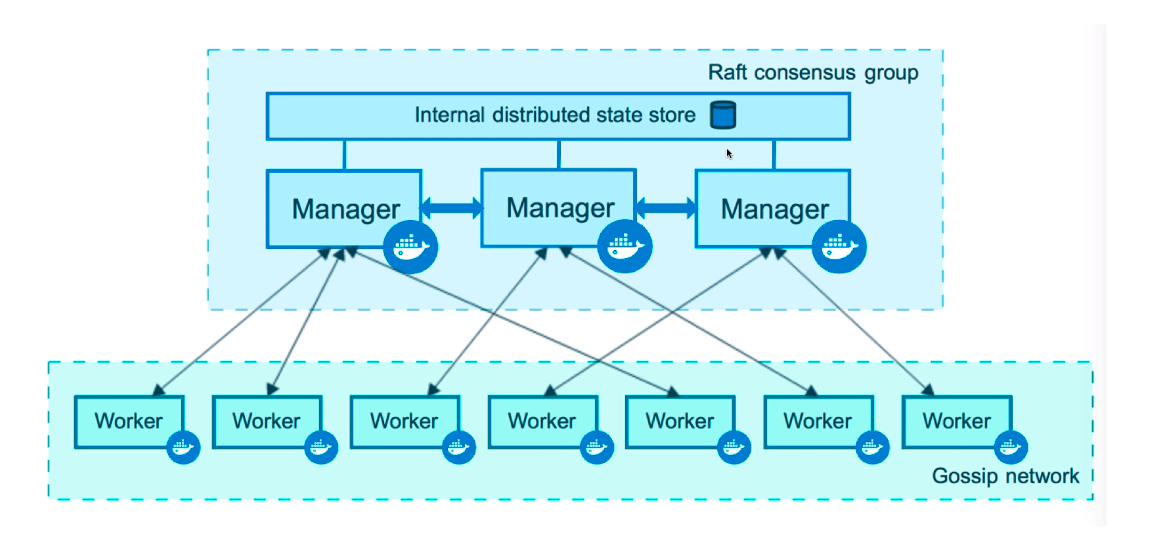 Raft consensus group
Internal distributed state store
Manager
Manager
Manager
Worker
Worker
Worker
Worker
Worker
Worker
Worker
Gossip network